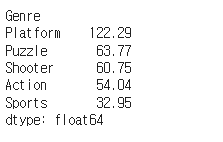 Genre
Platform    122.29
Puzzle       63.77
Shooter      60.75
Action       54.04
Sports       32.95
dtype: float64